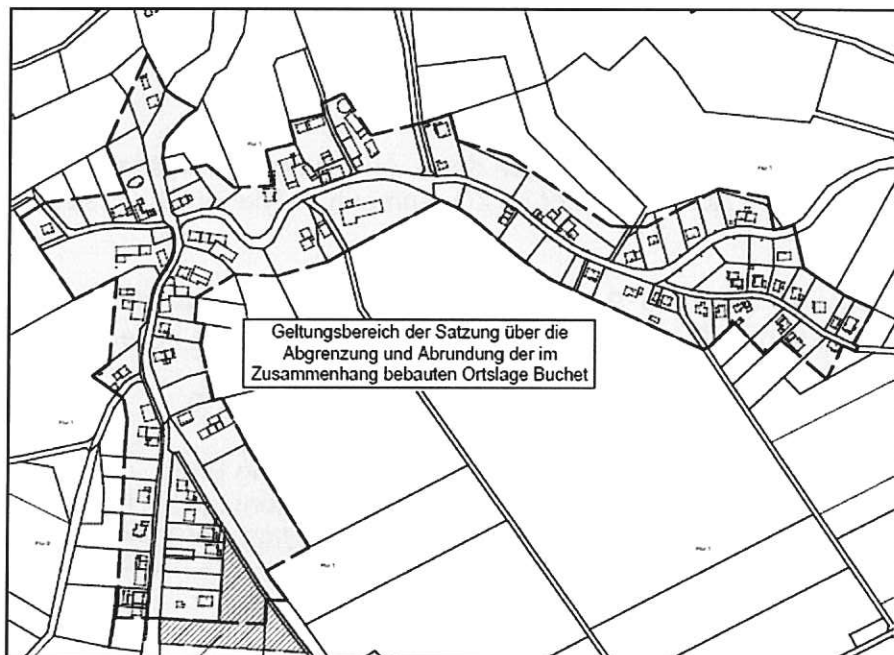 Geltungsbereich der Satzung über die
Abgrenzung und Abrundung der im
Zusammenhang bebauten Ortslage Buchet